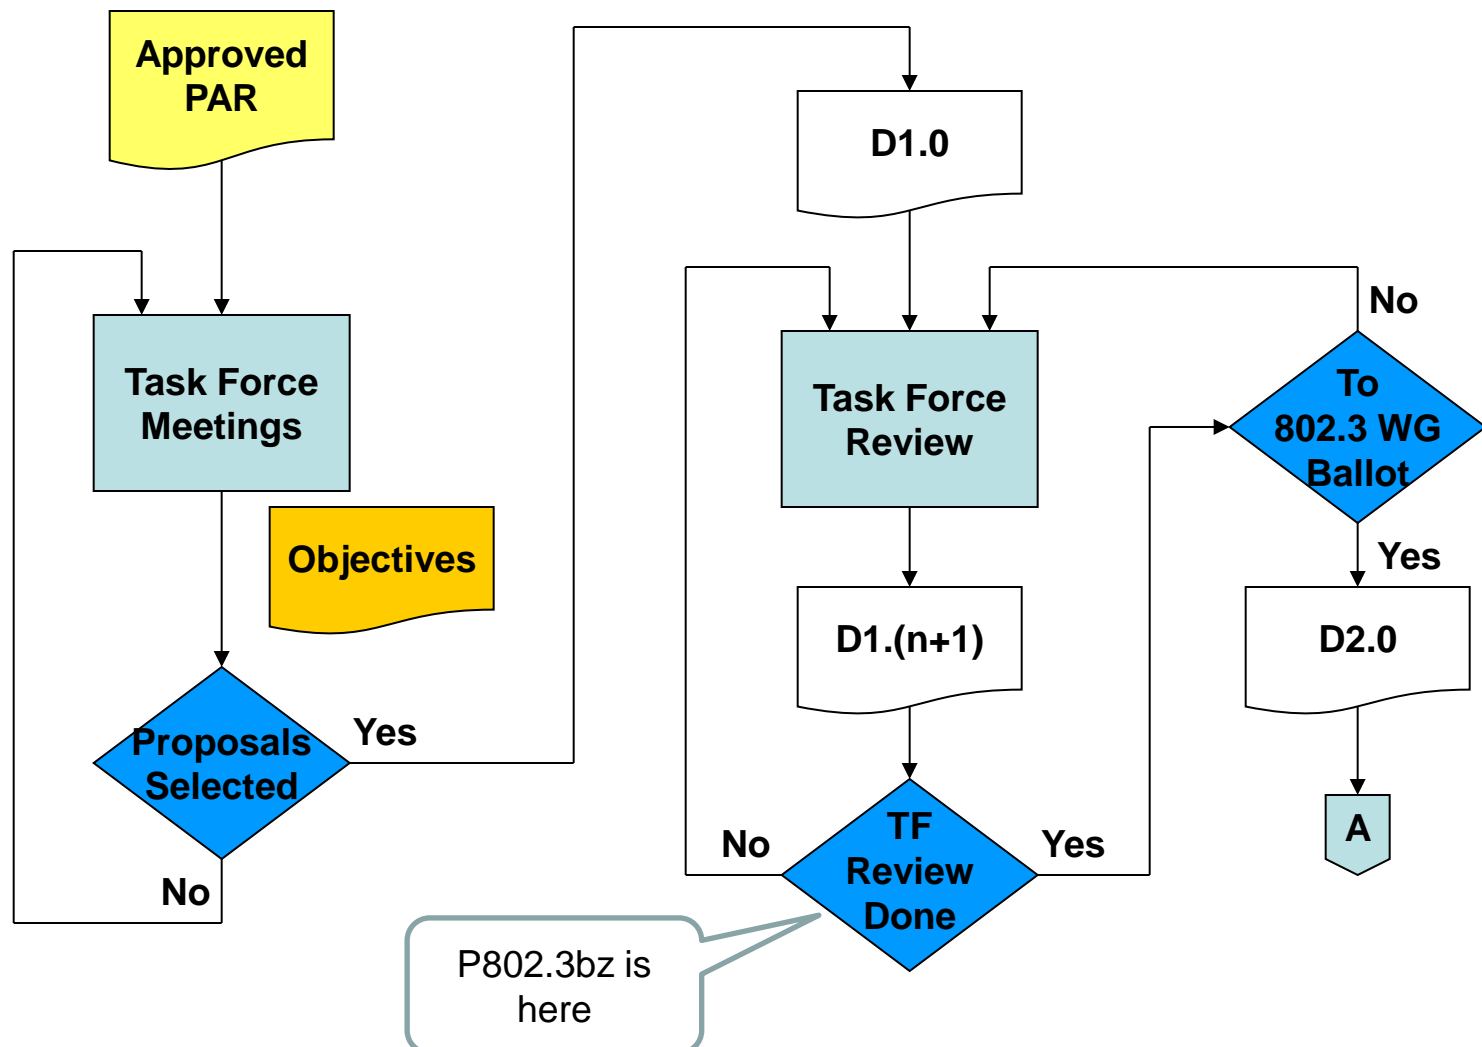 Approved
PAR
Task Force
Meetings
Objectives
Proposals
Selected
Yes
No
D1.0
Task Force
Review
D1.(n+1)
TF
Review
Done
No
Yes
P802.3bz is
here
To
802.3 WG
Ballot
No
Yes
D2.0
A